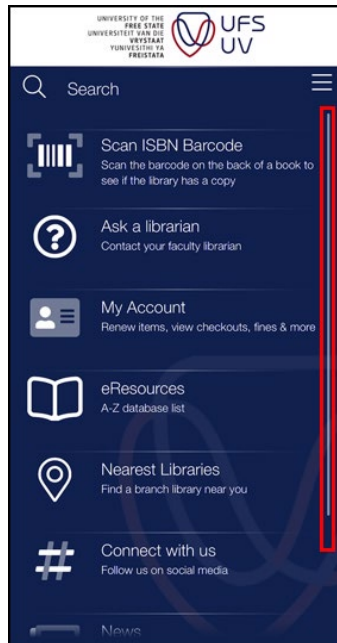 UNIVERSITY OF THE
FREE STATE
UNIVERSITEIT VAN DIE
VRYSTAAT
YUNIVESITHI YA
FREISTATA
UFS
UV
Search
Scan ISBN Barcode
Scan the barcode on the back of a book to
see if the library has a copy
Ask a librarian
Contact your faculty librarian
My Account
Renew items, view checkouts, fines & more
eResources
A-Z database list
Nearest Libraries
Find a branch library near you
Connect with us
Follow us on social media
News